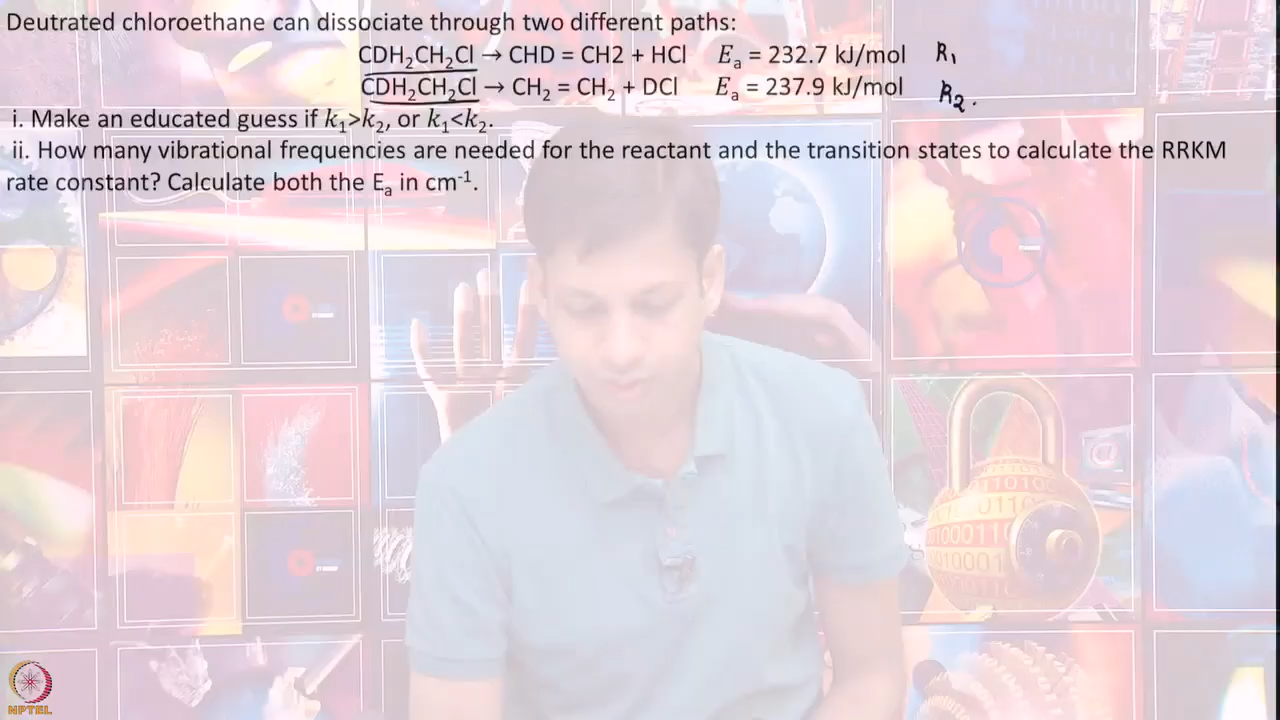 Deutrated chloroethane can dissociate through two different paths:
CDH₂CH₂Cl → CHD = CH2 + HCl Eₐ = 232.7 kJ/mol R₁
CDH₂CH₂Cl → CH₂ = CH₂ + DCl Eₐ = 237.9 kJ/mol R₂.
i. Make an educated guess if k₁>k₂, or k₁<k₂.
ii. How many vibrational frequencies are needed for the reactant and the transition states to calculate the RRKM
rate constant? Calculate both the Eₐ in cm⁻¹.
NPTEL